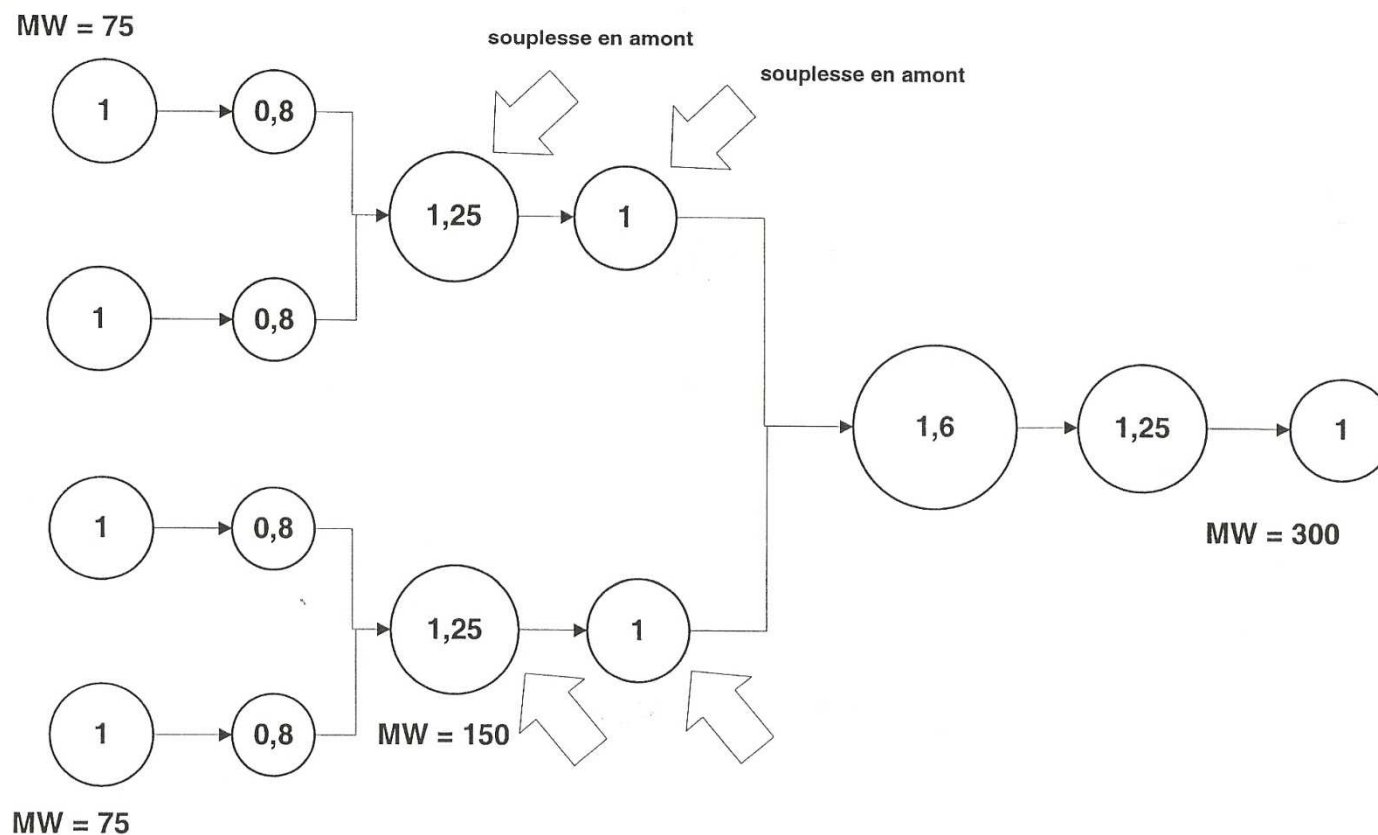 MW = 75
souplesse en amont
souplesse en amont
1
0,8
1,25
1
1
0,8
1,6
1,25
1
MW = 300
1
0,8
1,25
1
MW = 150
1
0,8
MW = 75